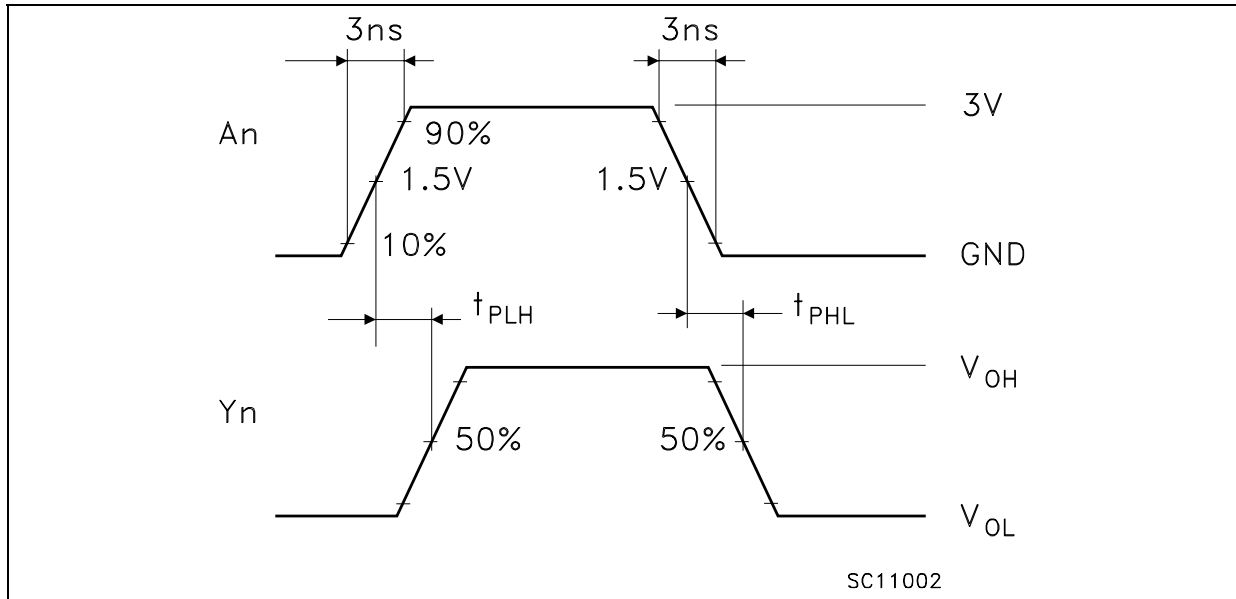 3ns 3ns
3V
An
90%
1.5V 1.5V
10%
GND
tPLH tPHL
VOH
Yn
50% 50%
VOL
SC11002